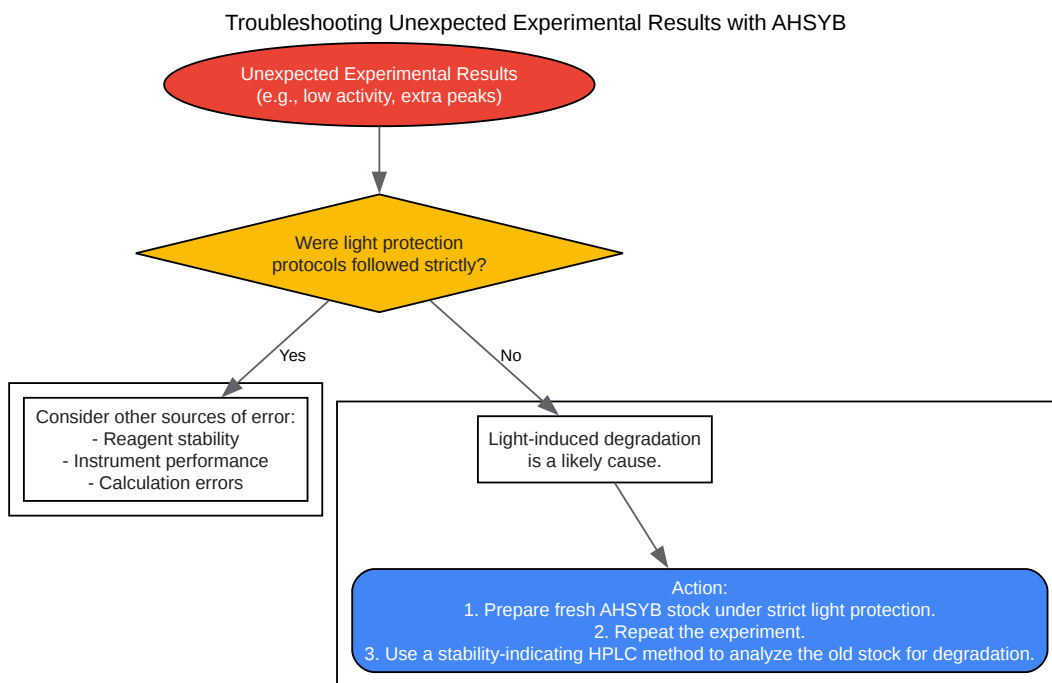 Troubleshooting Unexpected Experimental Results with AHSYB
Unexpected Experimental Results
(e.g., low activity, extra peaks)
Were light protection
protocols followed strictly?
Yes
No
Consider other sources of error:
- Reagent stability
- Instrument performance
- Calculation errors
Light-induced degradation
is a likely cause.
Action:
1. Prepare fresh AHSYB stock under strict light protection.
2. Repeat the experiment.
3. Use a stability-indicating HPLC method to analyze the old stock for degradation.